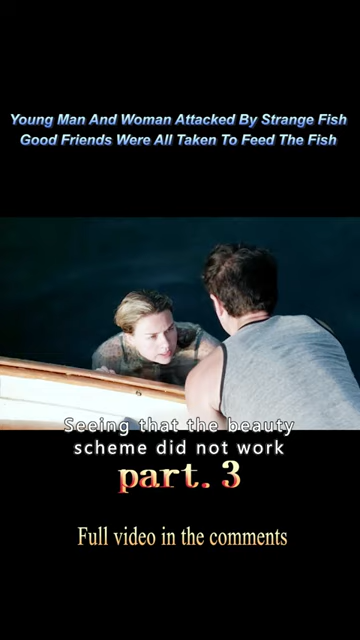 Young Man And Woman Attacked By Strange Fish
Good Friends Were All Taken To Feed The Fish
Seeing that the beauty
scheme did not work
part. 3
Full video in the comments